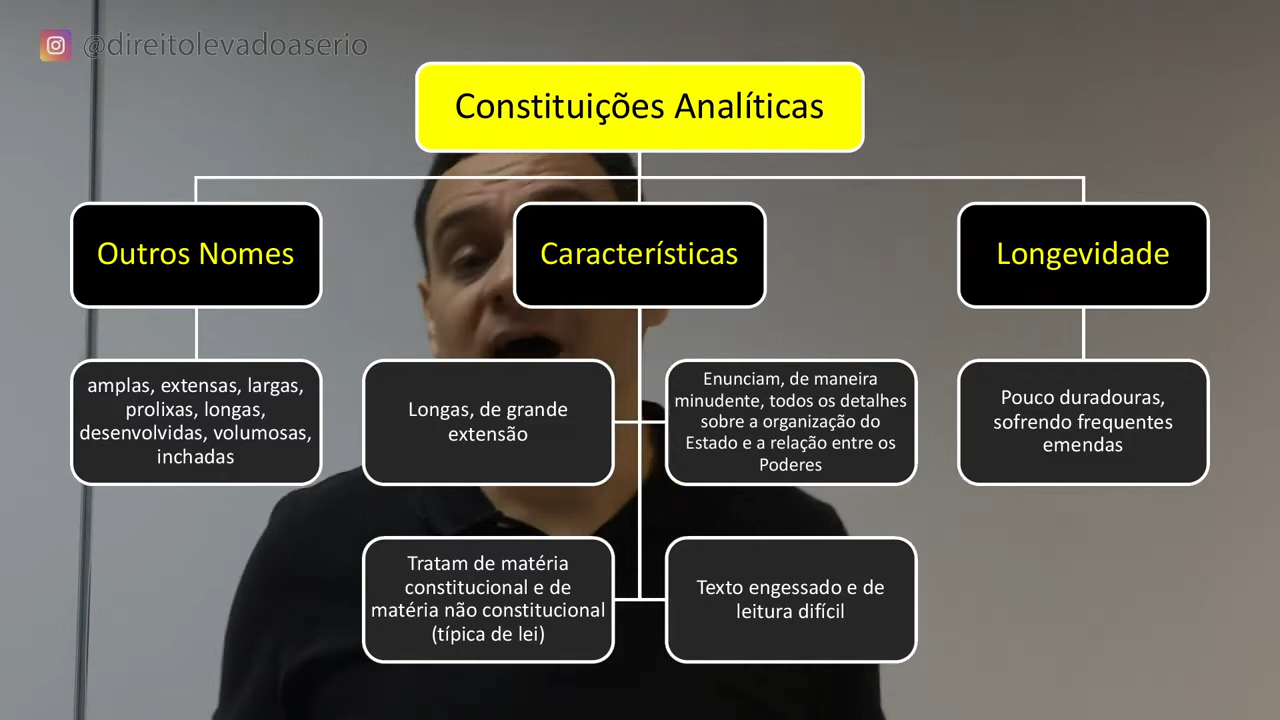 @direitolevadoaserio
Constituições Analíticas
Outros Nomes
Características
Longevidade
amplas, extensas, largas,
prolixas, longas,
desenvolvidas, volumosas,
inchadas
Longas, de grande
extensão
Enunciam, de maneira
minudente, todos os detalhes
sobre a organização do
Estado e a relação entre os
Poderes
Pouco duradouras,
sofrendo frequentes
emendas
Tratam de matéria
constitucional e de
matéria não constitucional
(típica de lei)
Texto engessado e de
leitura difícil